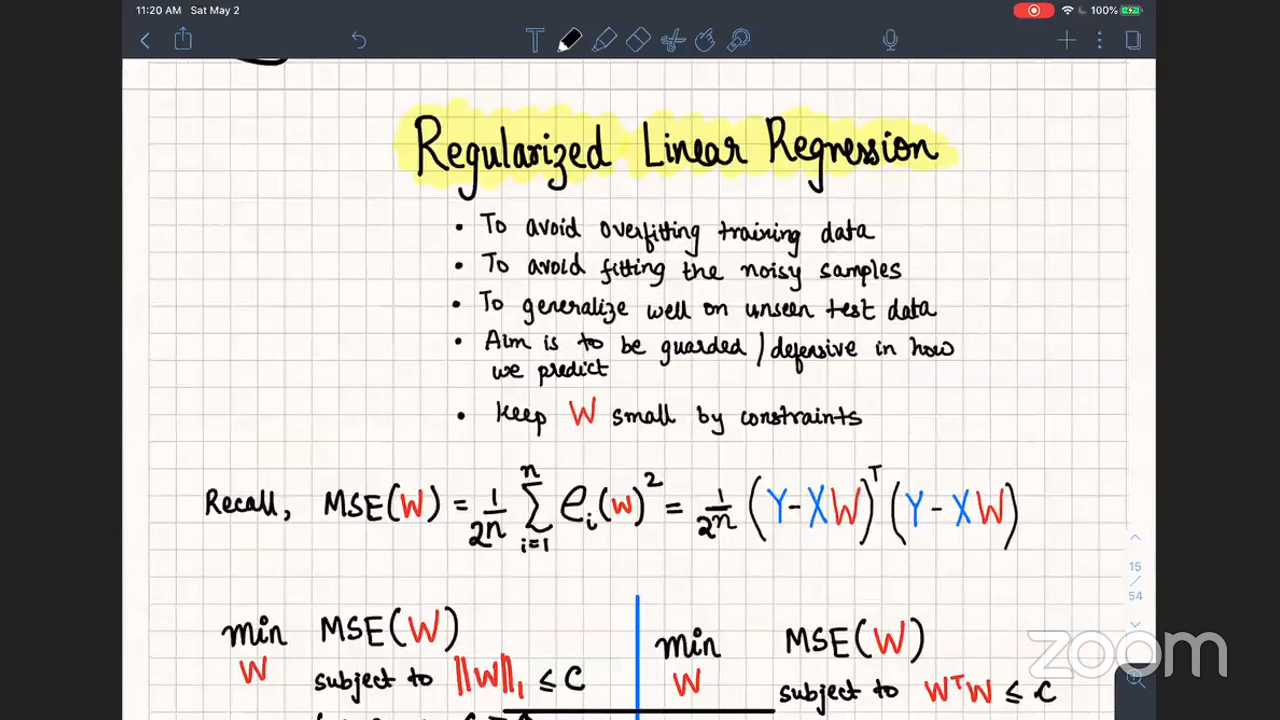 11:20 AM Sat May 2
100%
Regularized Linear Regression
• To avoid overfitting training data
• To avoid fitting the noisy samples
• To generalize well on unseen test data
• Aim is to be guarded / defensive in how
we predict
• Keep W small by constraints
Recall, MSE(W) = 1/2n ∑_{i=1}^{n} e_i(w)^2 = 1/2n (Y-XW)^T (Y-XW)
15
/
54
min MSE(W)
W
subject to ||W||_1 ≤ C
min MSE(W)
W
subject to W^T W ≤ C
zoom